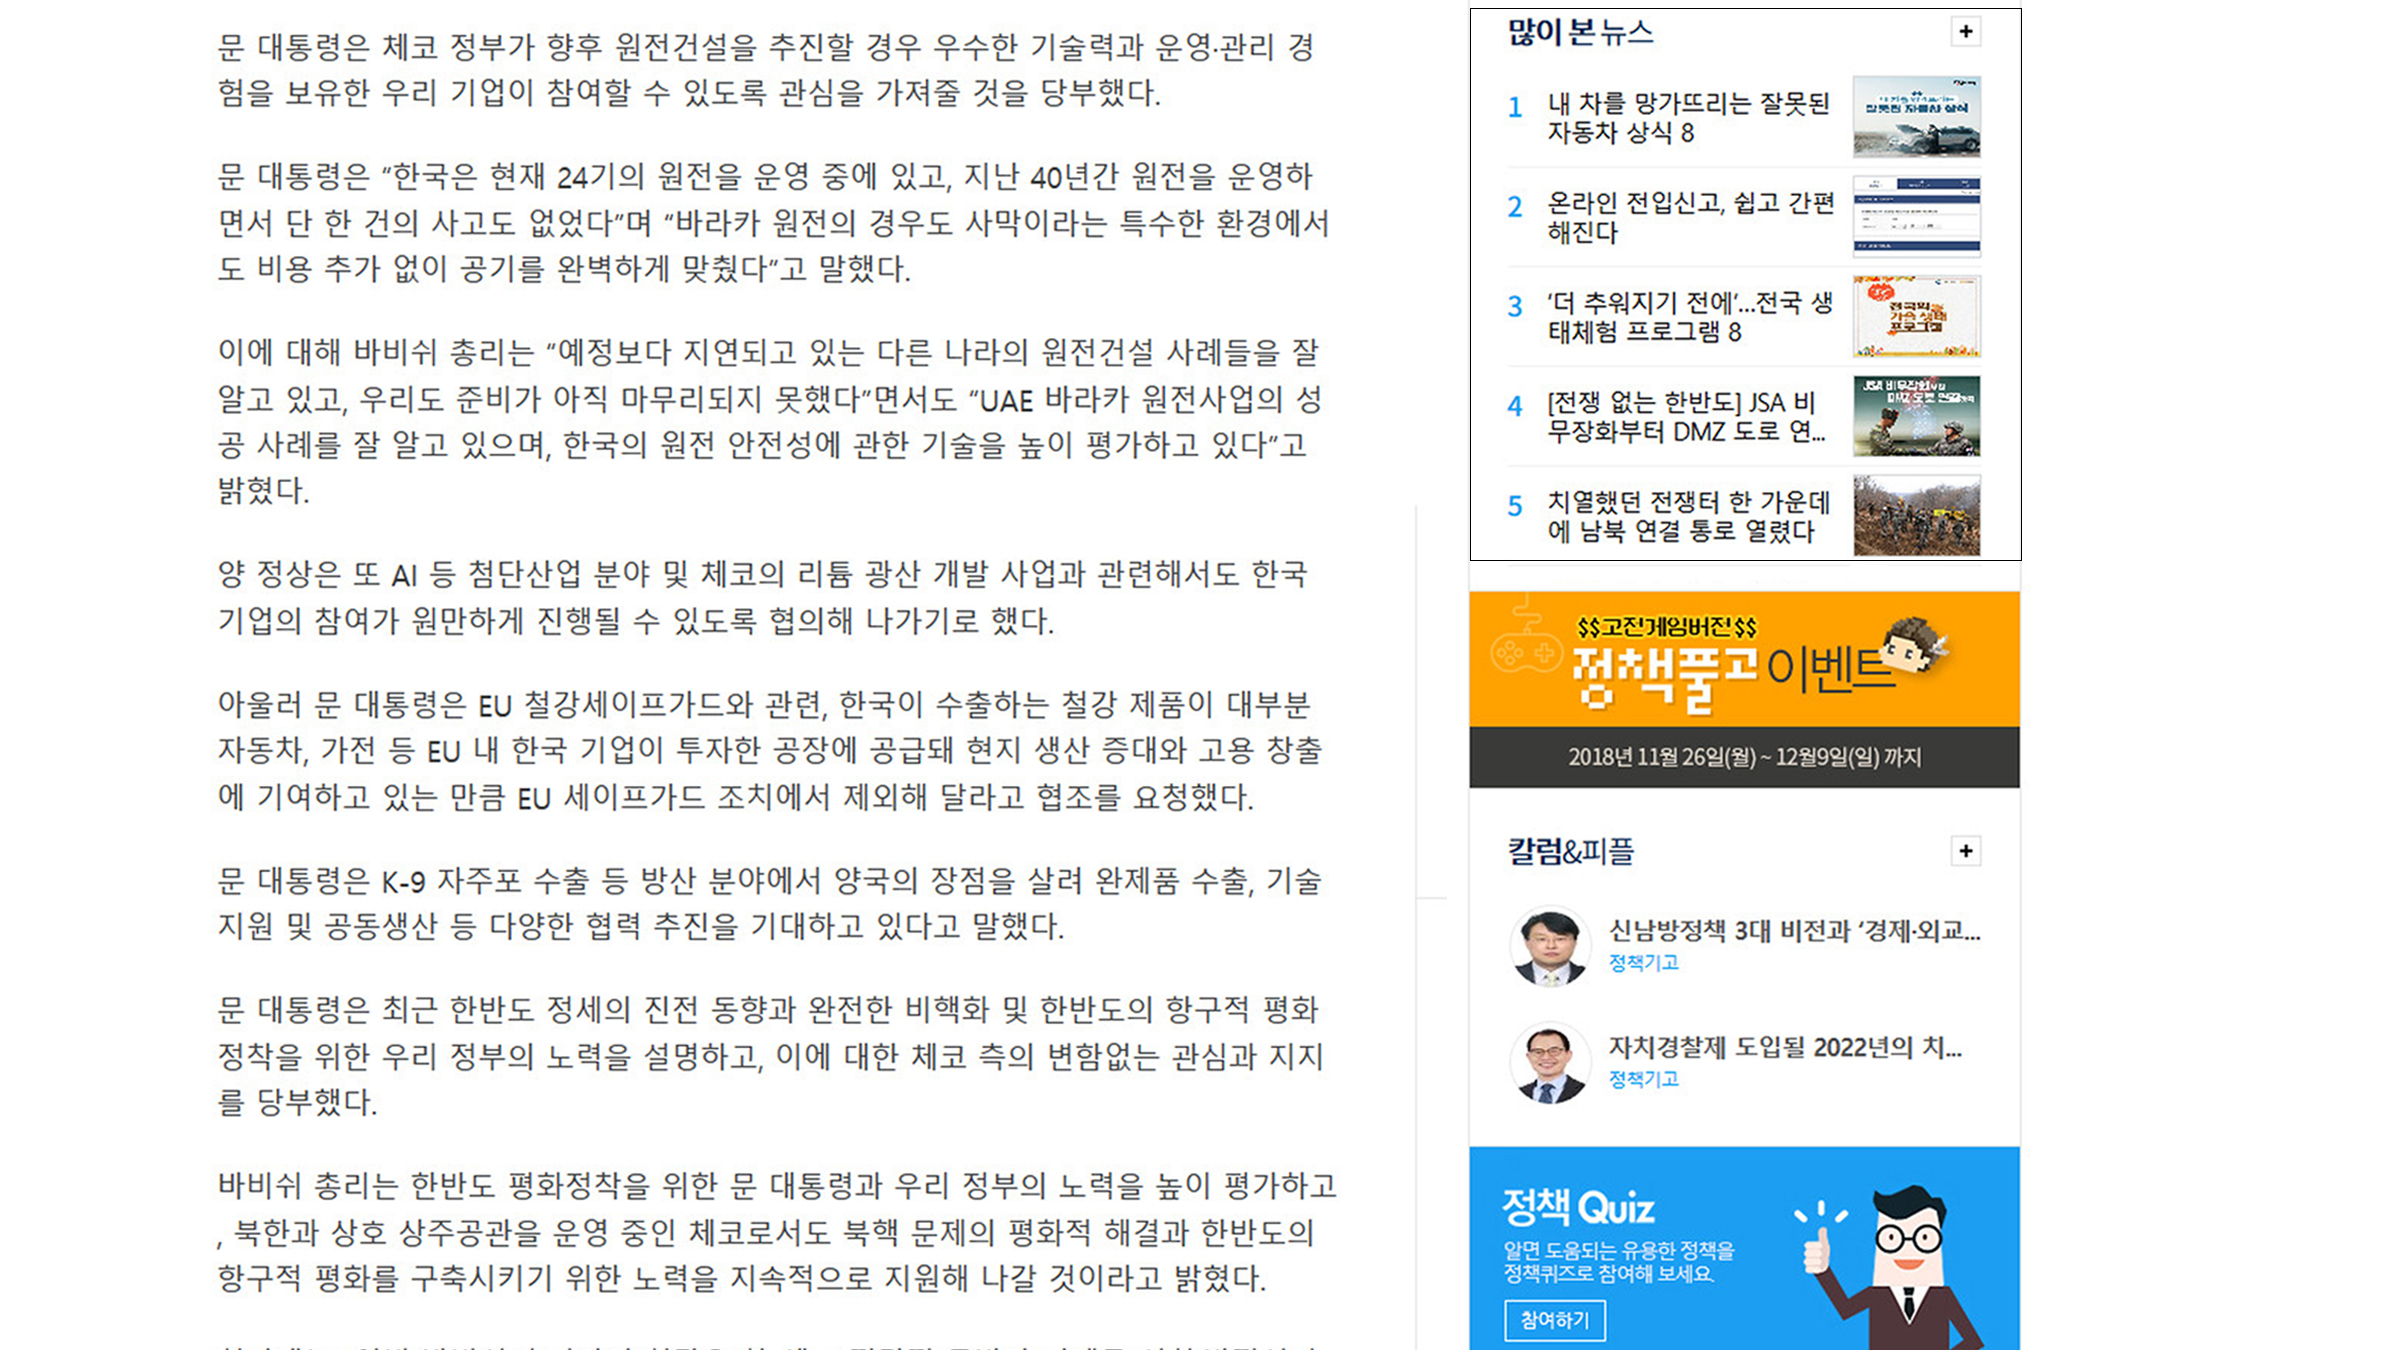 문 대통령은 체코 정부가 향후 원전건설을 추진할 경우 우수한 기술력과 운영·관리 경
험을 보유한 우리 기업이 참여할 수 있도록 관심을 가져줄 것을 당부했다.
문 대통령은 “한국은 현재 24기의 원전을 운영 중에 있고, 지난 40년간 원전을 운영하
면서 단 한 건의 사고도 없었다”며 “바라카 원전의 경우도 사막이라는 특수한 환경에서
도 비용 추가 없이 공기를 완벽하게 맞췄다”고 말했다.
이에 대해 바비쉬 총리는 “예정보다 지연되고 있는 다른 나라의 원전건설 사례들을 잘
알고 있고, 우리도 준비가 아직 마무리되지 못했다”면서도 “UAE 바라카 원전사업의 성
공 사례를 잘 알고 있으며, 한국의 원전 안전성에 관한 기술을 높이 평가하고 있다”고
밝혔다.
양 정상은 또 AI 등 첨단산업 분야 및 체코의 리튬 광산 개발 사업과 관련해서도 한국
기업의 참여가 원만하게 진행될 수 있도록 협의해 나가기로 했다.
아울러 문 대통령은 EU 철강세이프가드와 관련, 한국이 수출하는 철강 제품이 대부분
자동차, 가전 등 EU 내 한국 기업이 투자한 공장에 공급돼 현지 생산 증대와 고용 창출
에 기여하고 있는 만큼 EU 세이프가드 조치에서 제외해 달라고 협조를 요청했다.
문 대통령은 K-9 자주포 수출 등 방산 분야에서 양국의 장점을 살려 완제품 수출, 기술
지원 및 공동생산 등 다양한 협력 추진을 기대하고 있다고 말했다.
문 대통령은 최근 한반도 정세의 진전 동향과 완전한 비핵화 및 한반도의 항구적 평화
정착을 위한 우리 정부의 노력을 설명하고, 이에 대한 체코 측의 변함없는 관심과 지지
를 당부했다.
바비쉬 총리는 한반도 평화정착을 위한 문 대통령과 우리 정부의 노력을 높이 평가하고
, 북한과 상호 상주공관을 운영 중인 체코로서도 북핵 문제의 평화적 해결과 한반도의
항구적 평화를 구축시키기 위한 노력을 지속적으로 지원해 나갈 것이라고 밝혔다.
많이 본 뉴스
+
1 내 차를 망가뜨리는 잘못된
자동차 상식 8
잘못된 자동차 상식
2 온라인 전입신고, 쉽고 간편
해진다
3 ‘더 추워지기 전에’...전국 생
태체험 프로그램 8
전국의
가을 생태
프로그램
4 [전쟁 없는 한반도] JSA 비
무장화부터 DMZ 도로 연...
JSA 비무장화부터
DMZ 도로 연결까지
5 치열했던 전쟁터 한 가운데
에 남북 연결 통로 열렸다
$$고전게임버전$$
정책풀고 이벤트
2018년 11월 26일(월) ~ 12월9일(일) 까지
칼럼&피플
+
신남방정책 3대 비전과 ‘경제·외교...
정책기고
자치경찰제 도입될 2022년의 치...
정책기고
정책 Quiz
알면 도움되는 유용한 정책을
정책퀴즈로 참여해 보세요.
참여하기